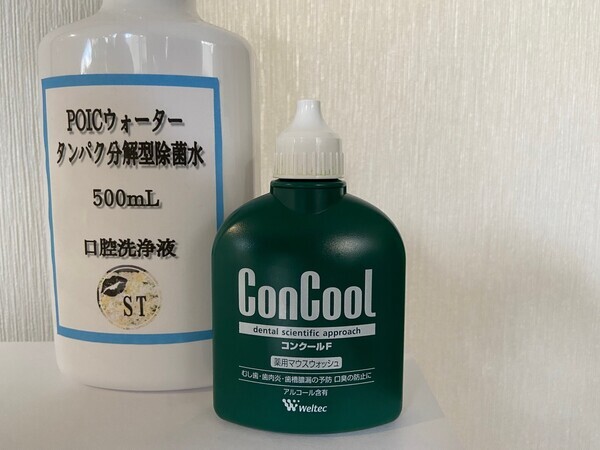 POICウォーター
タンパク分解型除菌水
500mL
口腔洗浄液
ST
ConCool
dental scientific approach
コンクールF
薬用マウスウォッシュ
むし歯・歯肉炎・歯槽膿漏の予防 口臭の防止に
アルコール含有
Weltec